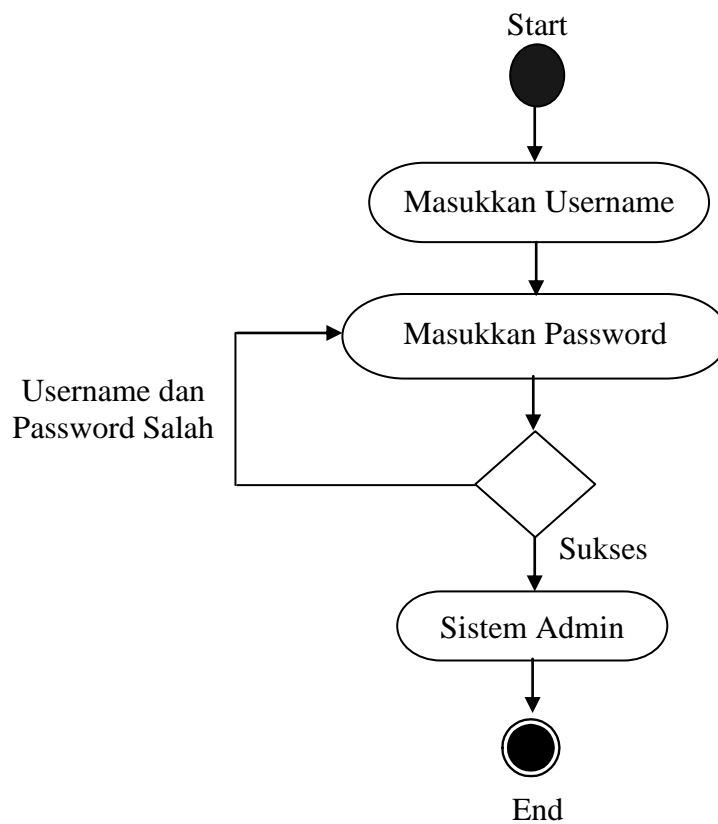 Start
Masukkan Username
Masukkan Password
Username dan
Password Salah
Sukses
Sistem Admin
End